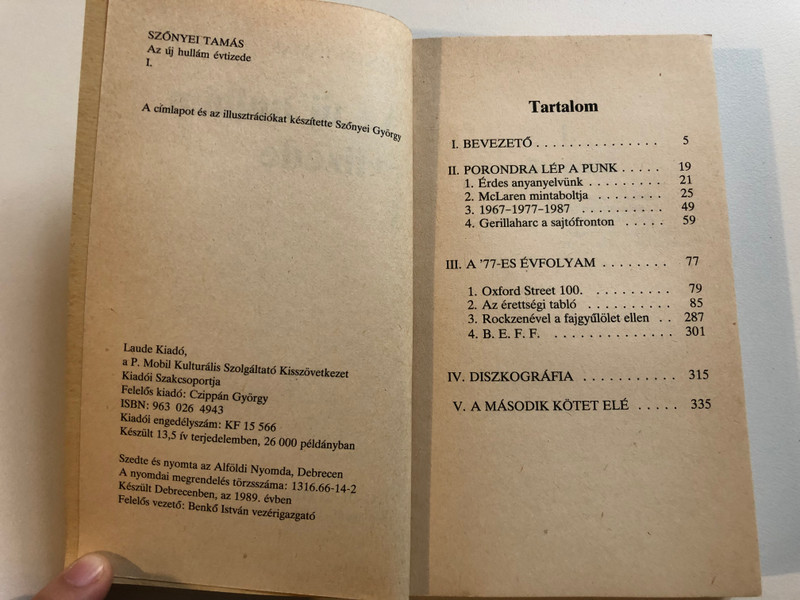 SZŐNYEI TAMÁS
Az új hullám évtizede
I.
A címlapot és az illusztrációkat készítette Szőnyei György
Laude Kiadó,
a P. Mobil Kulturális Szolgáltató Kisszövetkezet
Kiadói Szakcsoportja
Felelős kiadó: Czippán György
ISBN: 963 026 4943
Kiadói engedélyszám: KF 15 566
Készült 13,5 ív terjedelemben, 26 000 példányban
Szedte és nyomta az Alföldi Nyomda, Debrecen
A nyomdai megrendelés törzsszáma: 1316.66-14-2
Készült Debrecenben, az 1989. évben
Felelős vezető: Benkő István vezérigazgató
Tartalom
I. BEVEZETŐ . . . . . . . . . . . . . . . 5
II. PORONDRA LÉP A PUNK . . . . . 19
1. Érdes anyanyelvünk . . . . . . . . . . 21
2. McLaren mintaboltja . . . . . . . . 25
3. 1967–1977–1987 . . . . . . . . . . 49
4. Gerillaharc a sajtófronton . . . . . 59
III. A '77-ES ÉVFOLYAM . . . . . . . . 77
1. Oxford Street 100. . . . . . . . . . 79
2. Az érettségi tabló . . . . . . . . . 85
3. Rockzenével a fajgyűlölet ellen . . 287
4. B. E. F. F. . . . . . . . . . . . . . . 301
IV. DISZKOGRÁFIA . . . . . . . . . . . 315
V. A MÁSODIK KÖTET ELÉ . . . . . 335